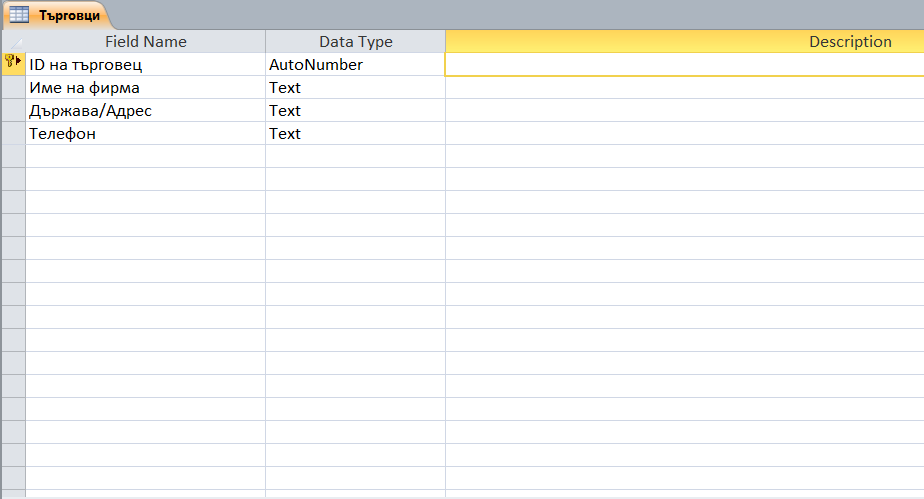 Търговци
Field Name Data Type Description
ID на търговец AutoNumber
Име на фирма Text
Държава/Адрес Text
Телефон Text